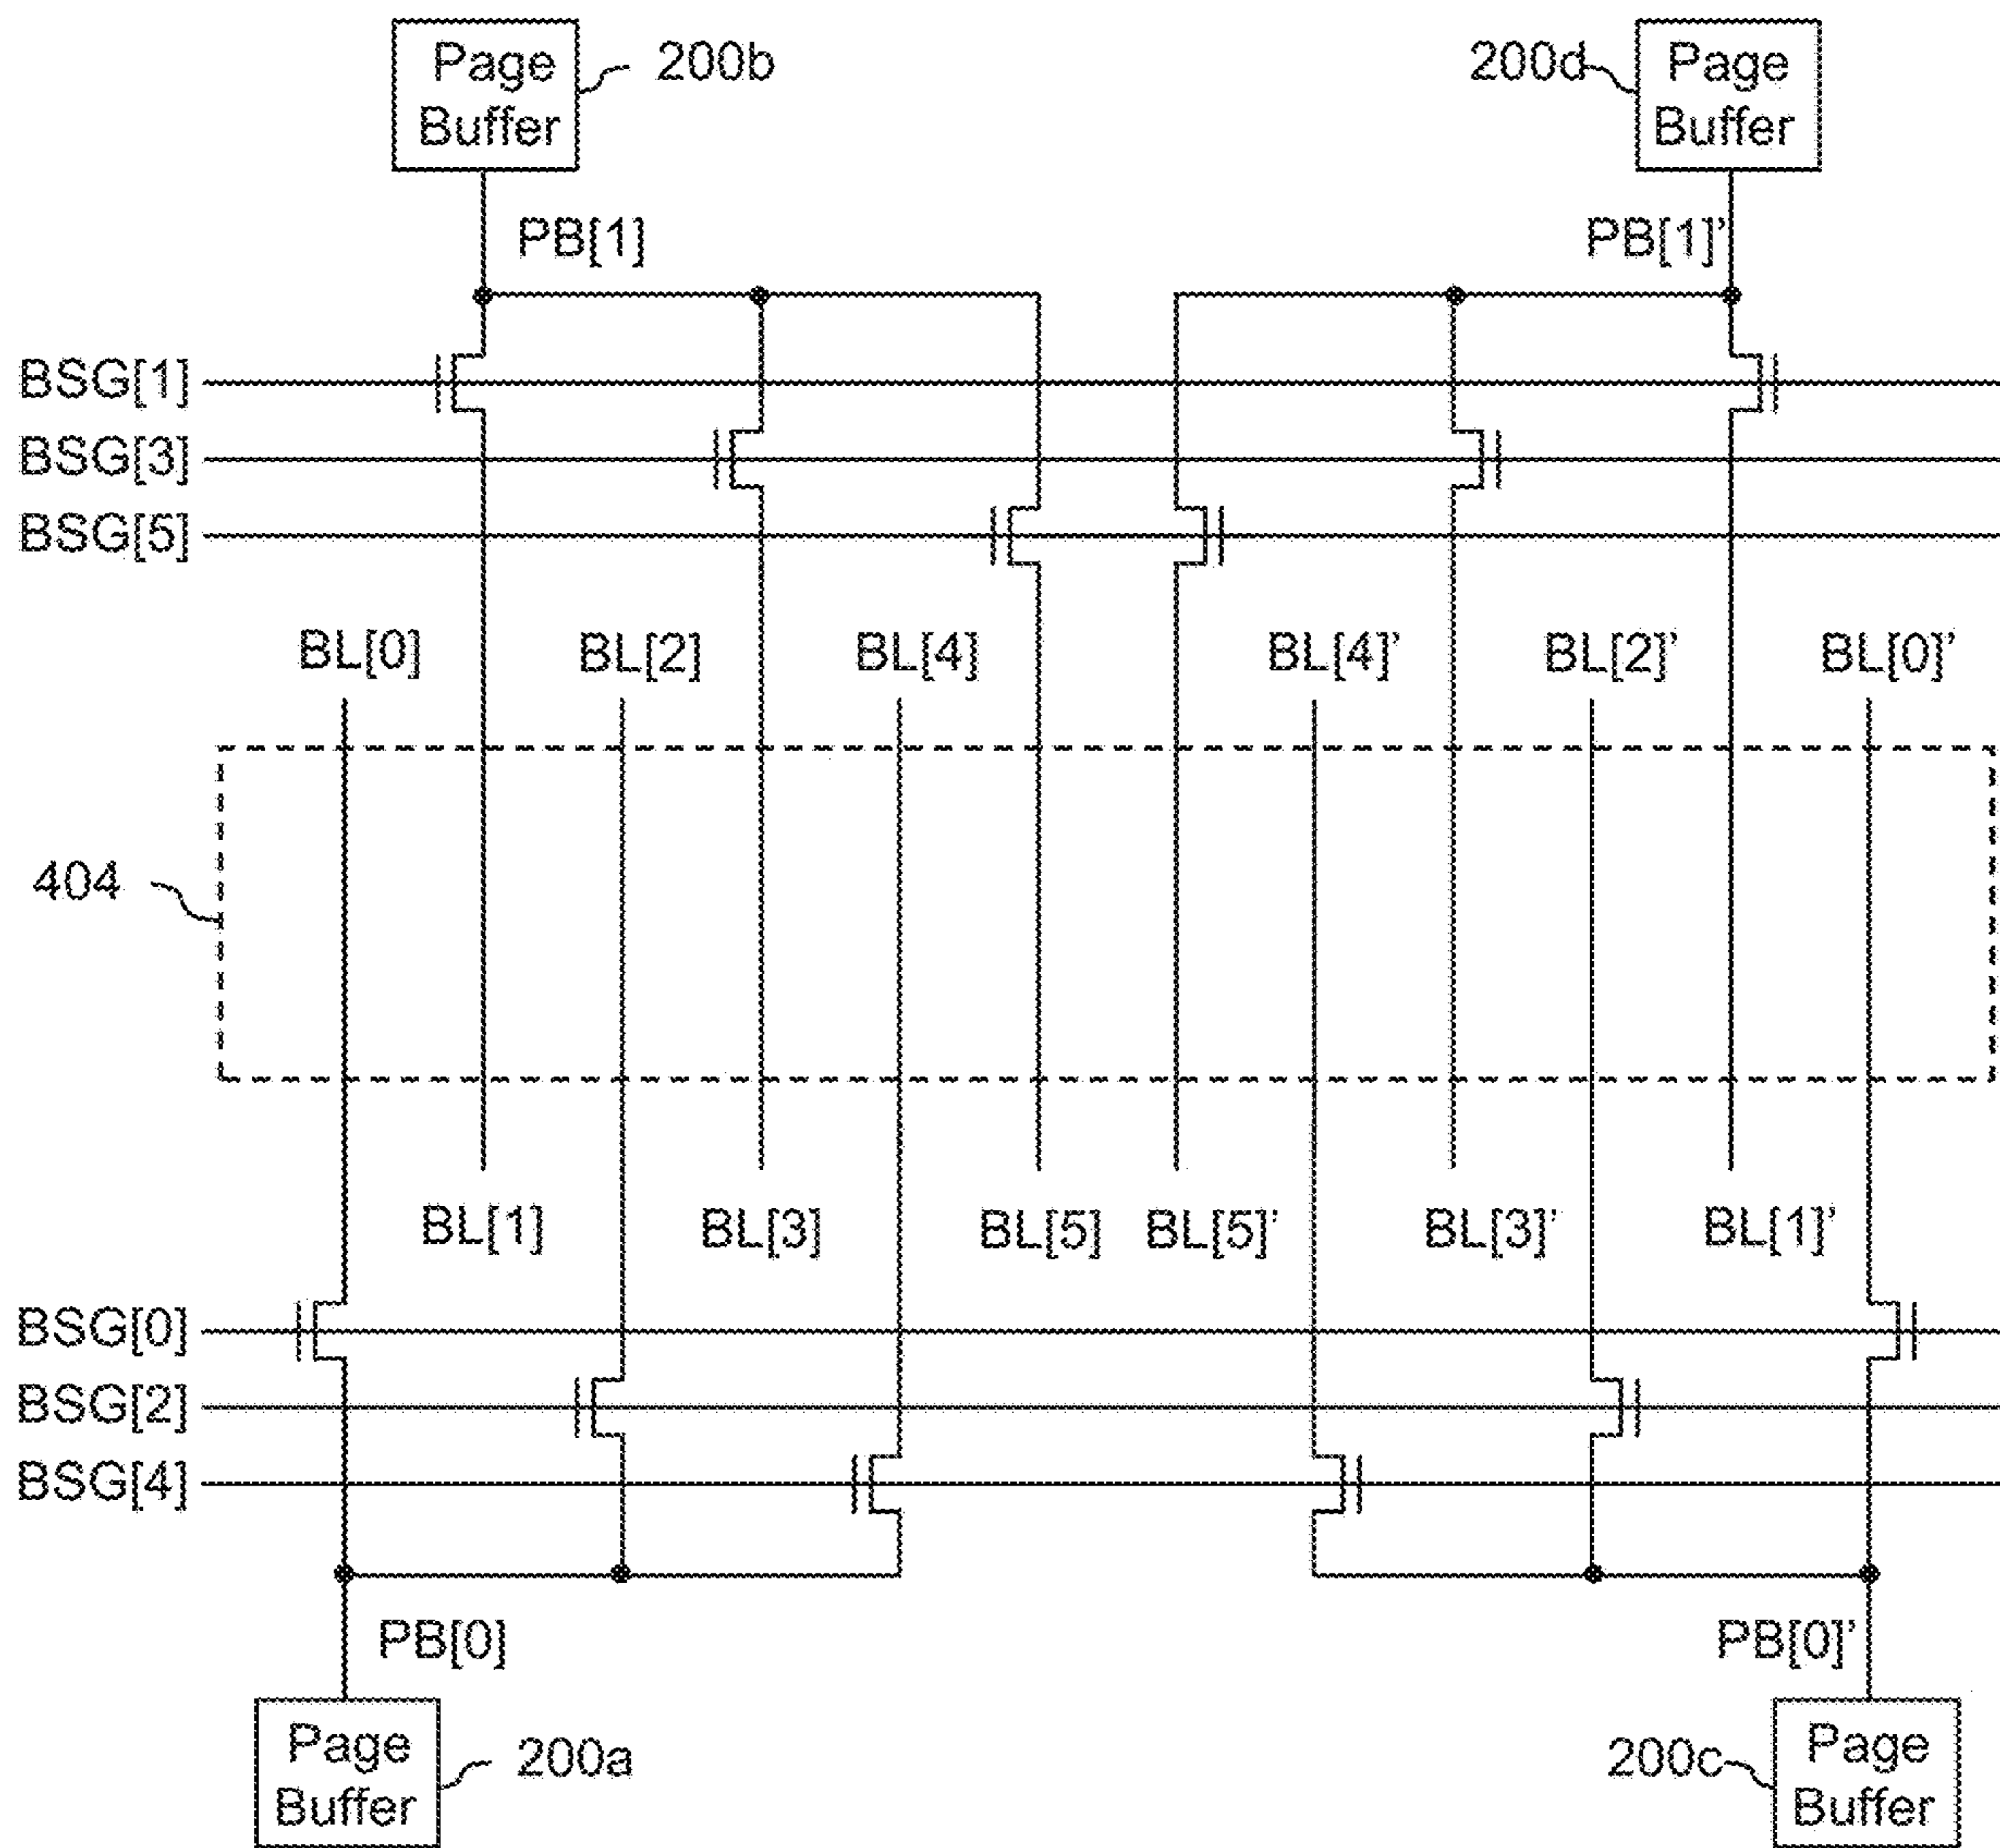 Page
Buffer
200b
200d
Page
Buffer
PB[1]
PB[1]’
BSG[1]
BSG[3]
BSG[5]
BL[0]
BL[2]
BL[4]
BL[4]’
BL[2]’
BL[0]’
404
BL[1]
BL[3]
BL[5]
BL[5]’
BL[3]’
BL[1]’
BSG[0]
BSG[2]
BSG[4]
PB[0]
PB[0]’
Page
Buffer
200a
200c
Page
Buffer